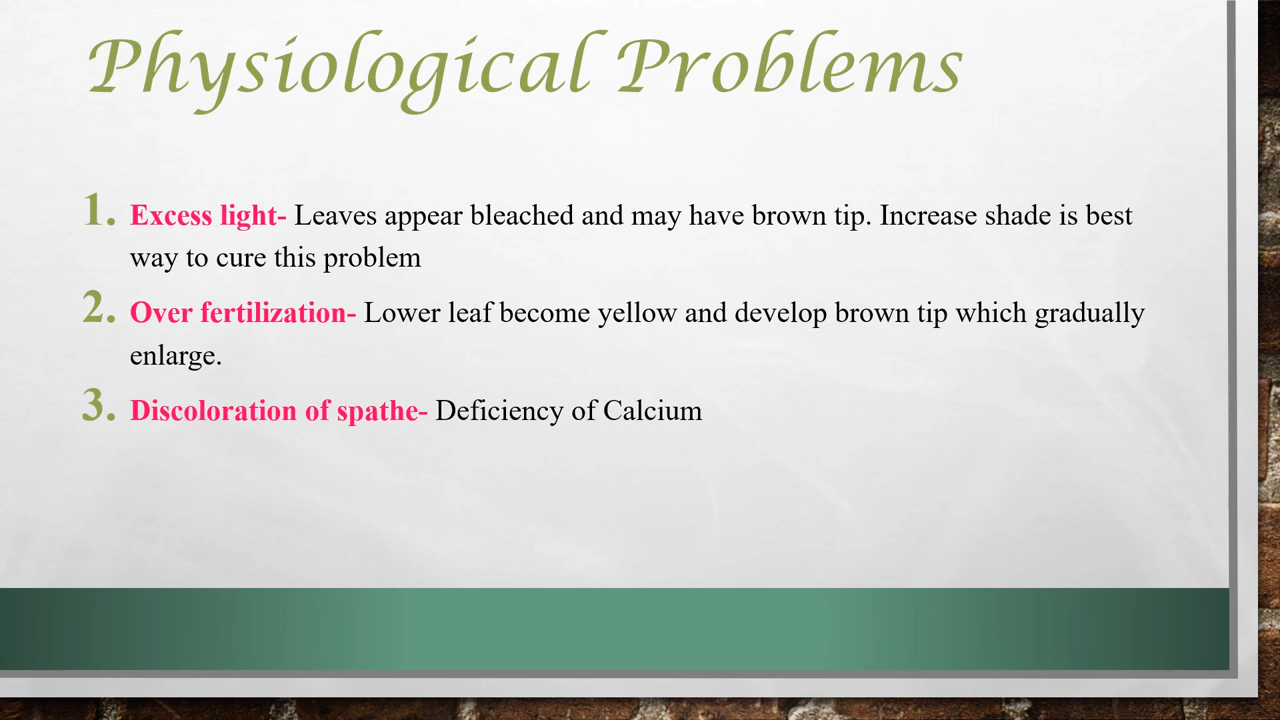 Physiological Problems
1. Excess light- Leaves appear bleached and may have brown tip. Increase shade is best
way to cure this problem
2. Over fertilization- Lower leaf become yellow and develop brown tip which gradually
enlarge.
3. Discoloration of spathe- Deficiency of Calcium